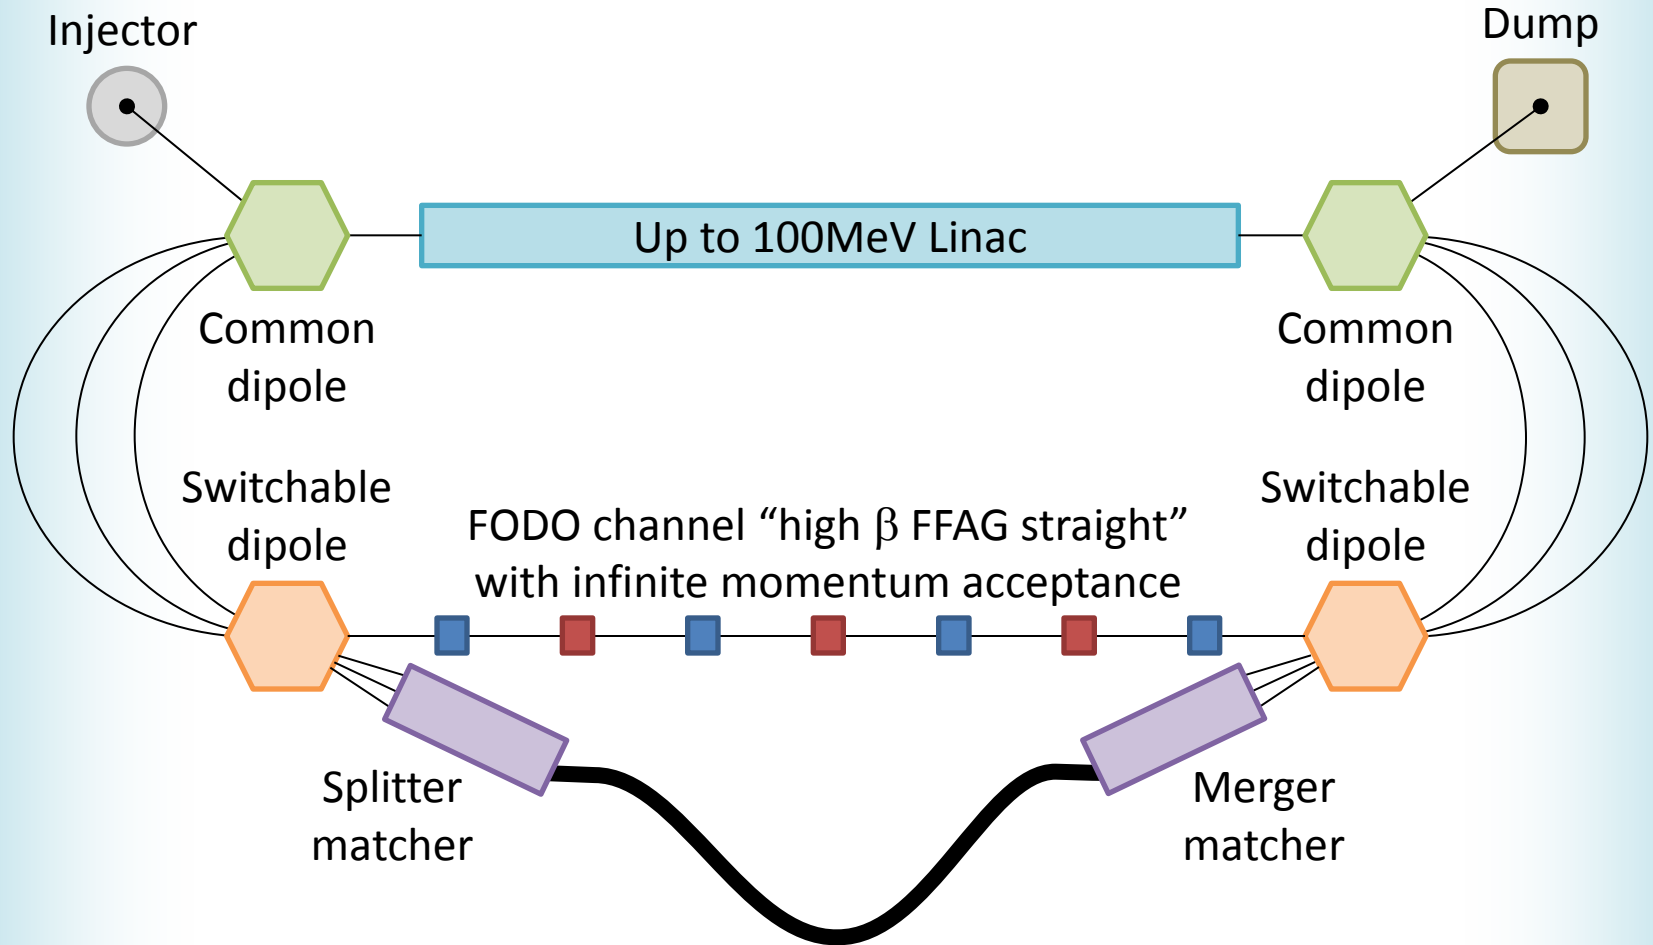 Injector
Dump
Up to 100MeV Linac
Common
dipole
Common
dipole
Switchable
dipole
FODO channel “high β FFAG straight”
with infinite momentum acceptance
Switchable
dipole
Splitter
matcher
Merger
matcher